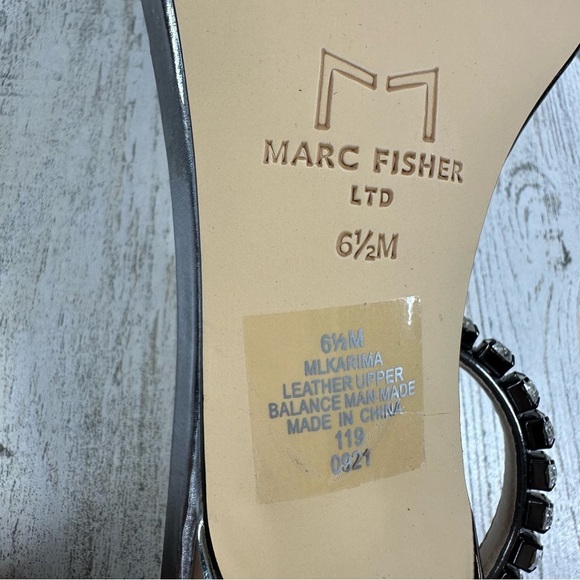 MARC FISHER
LTD
6½M
6½M
MLKARIMA
LEATHER UPPER
BALANCE MAN MADE
MADE IN CHINA
119
0921